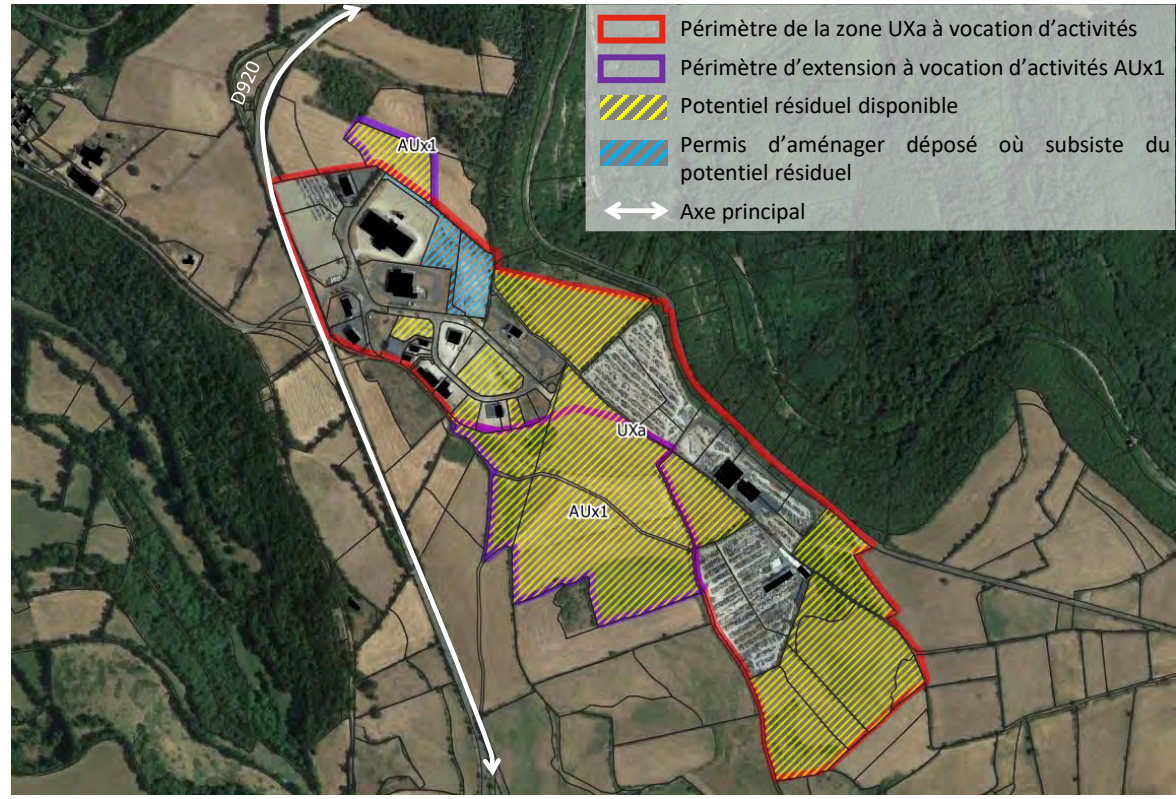 Périmètre de la zone UXa à vocation d'activités
Périmètre d'extension à vocation d'activités AUx1
Potentiel résiduel disponible
Permis d'aménager déposé où subsiste du
potentiel résiduel
Axe principal
D920
AUx1
UXa
AUx1